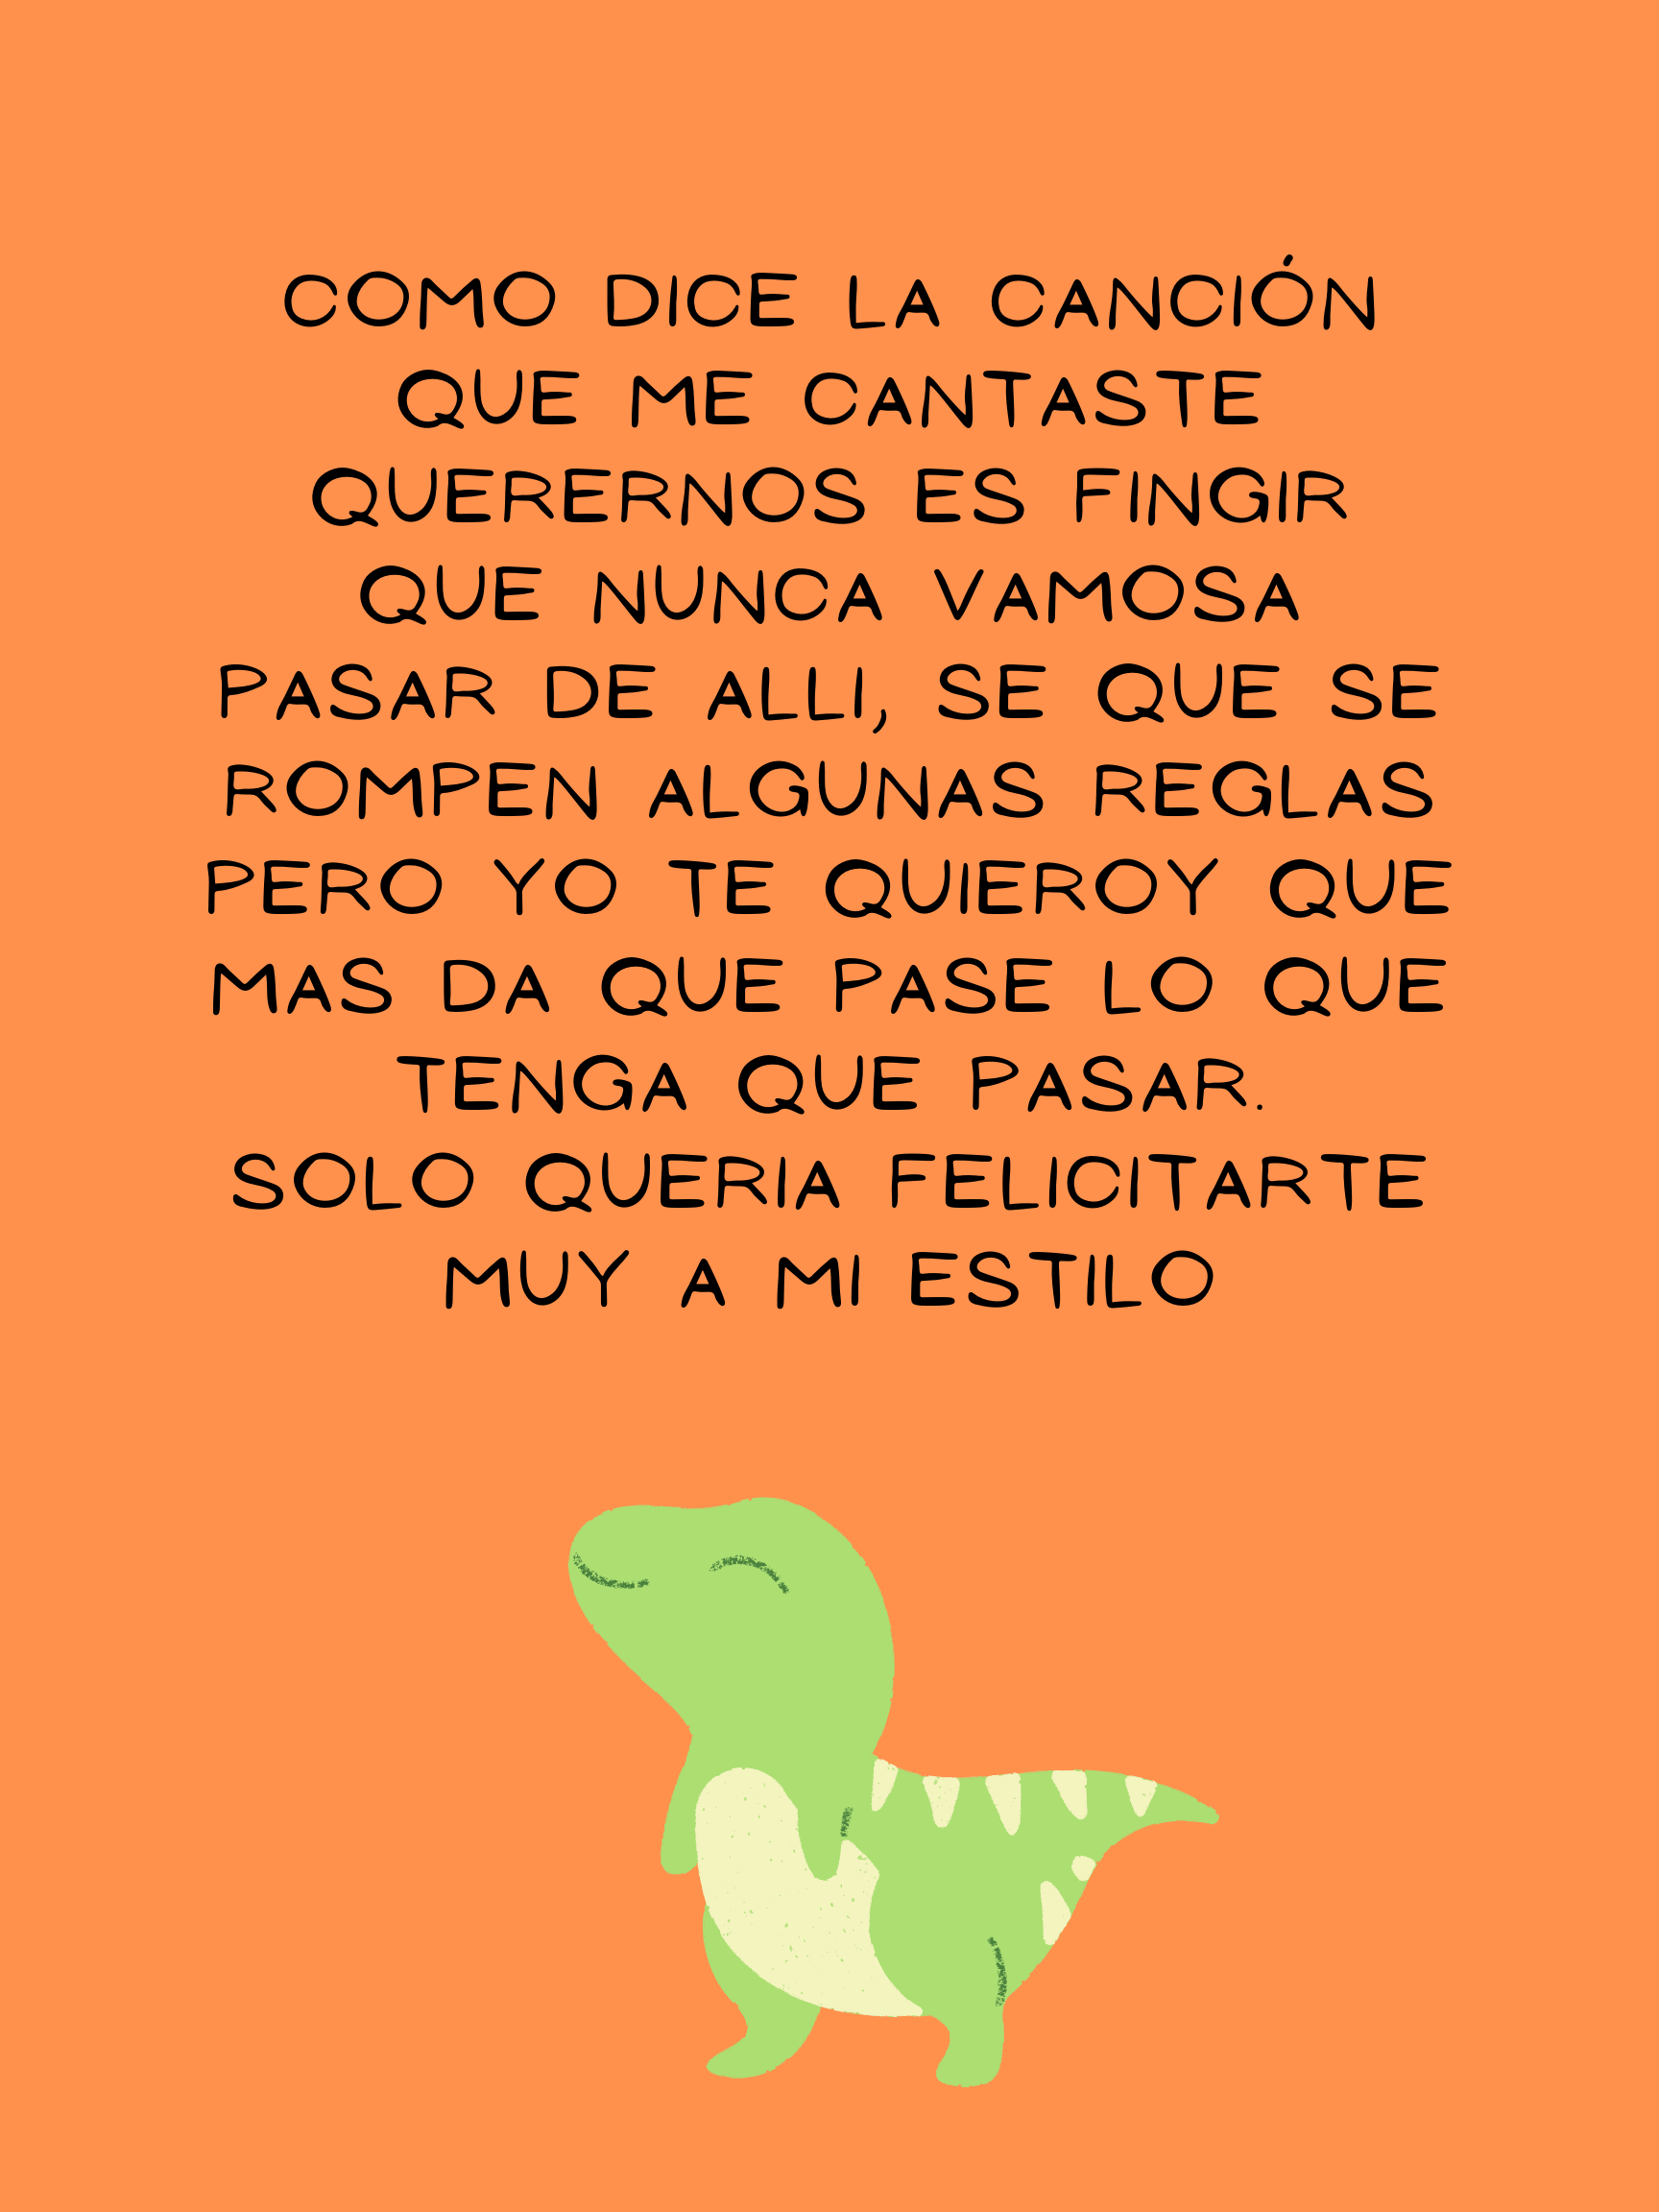 COMO DICE LA CANCIÓN
QUE ME CANTASTE
QUERERNOS ES FINGIR
QUE NUNCA VAMOSA
PASAR DE ALLI, SE QUE SE
ROMPEN ALGUNAS REGLAS
PERO YO TE QUIEROY QUE
MAS DA QUE PASE LO QUE
TENGA QUE PASAR.
SOLO QUERIA FELICITARTE
MUY A MI ESTILO